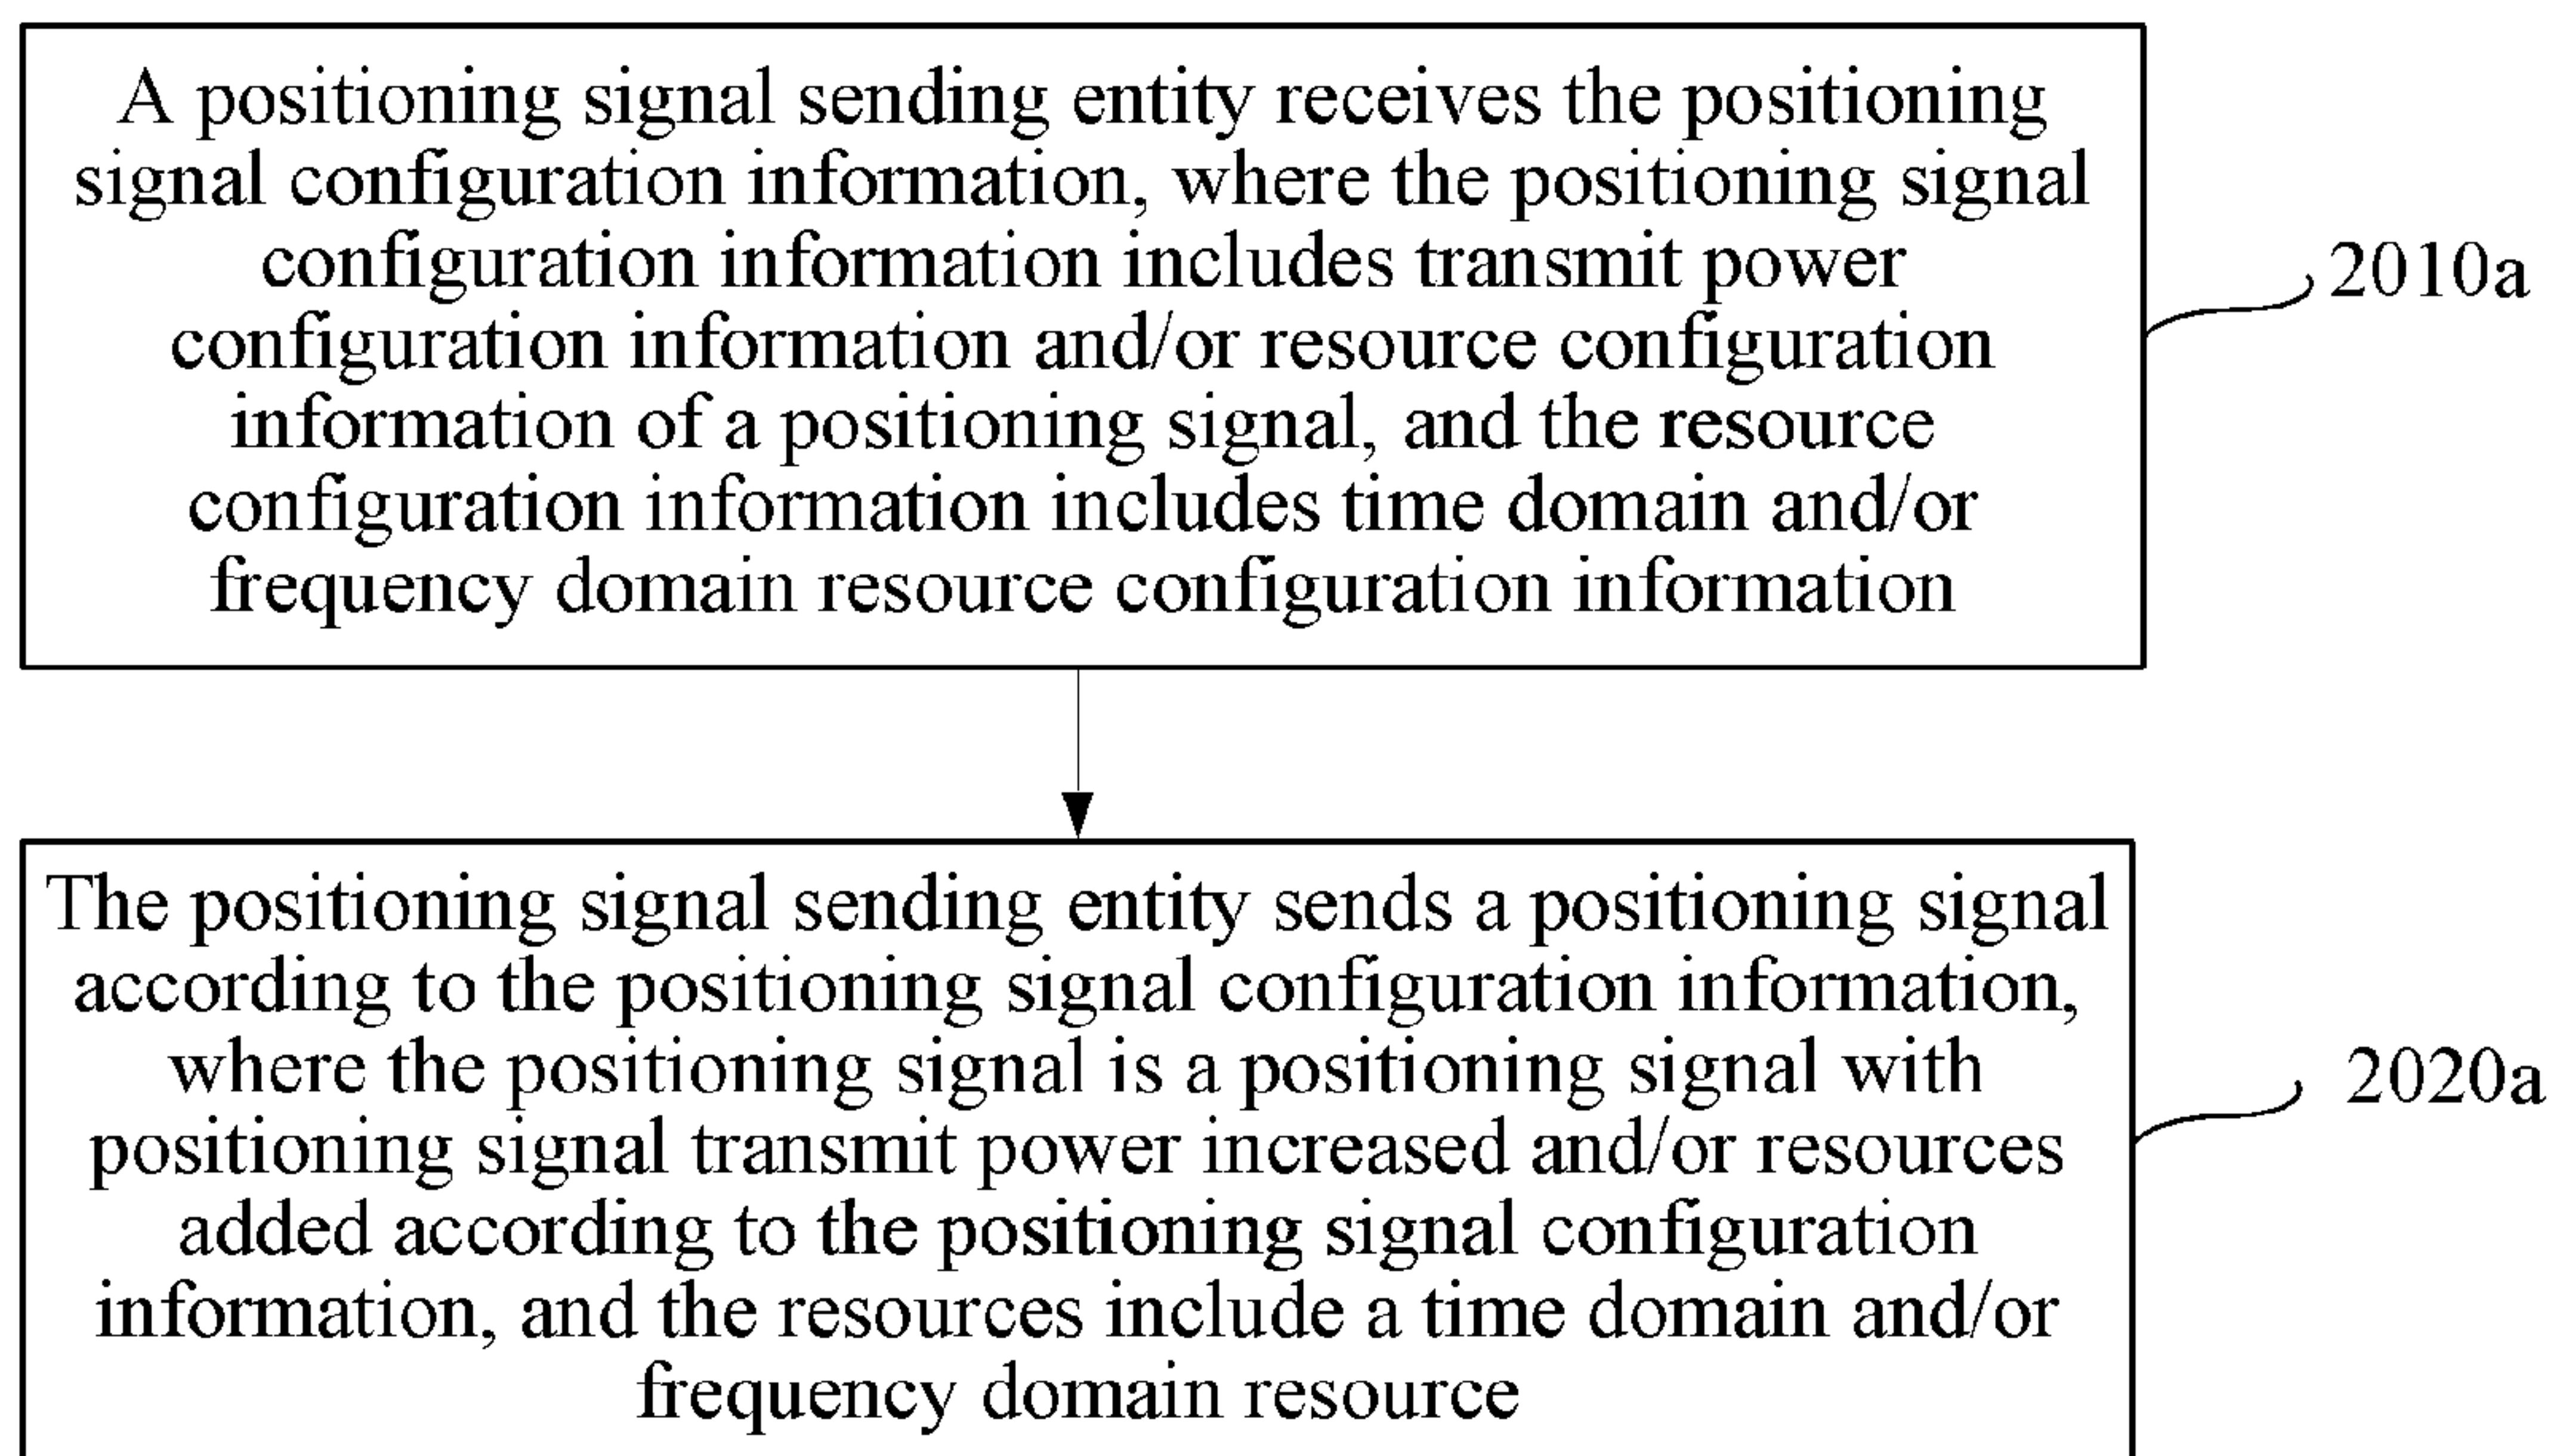 A positioning signal sending entity receives the positioning
signal configuration information, where the positioning signal
configuration information includes transmit power
configuration information and/or resource configuration
information of a positioning signal, and the resource
configuration information includes time domain and/or
frequency domain resource configuration information
2010a
The positioning signal sending entity sends a positioning signal
according to the positioning signal configuration information,
where the positioning signal is a positioning signal with
positioning signal transmit power increased and/or resources
added according to the positioning signal configuration
information, and the resources include a time domain and/or
frequency domain resource
2020a